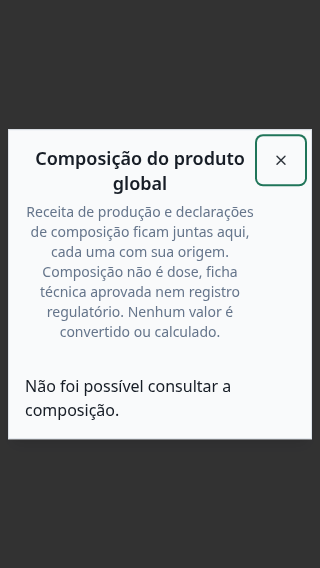 Composição do produto
global
Receita de produção e declarações
de composição ficam juntas aqui,
cada uma com sua origem.
Composição não é dose, ficha
técnica aprovada nem registro
regulatório. Nenhum valor é
convertido ou calculado.
Não foi possível consultar a
composição.